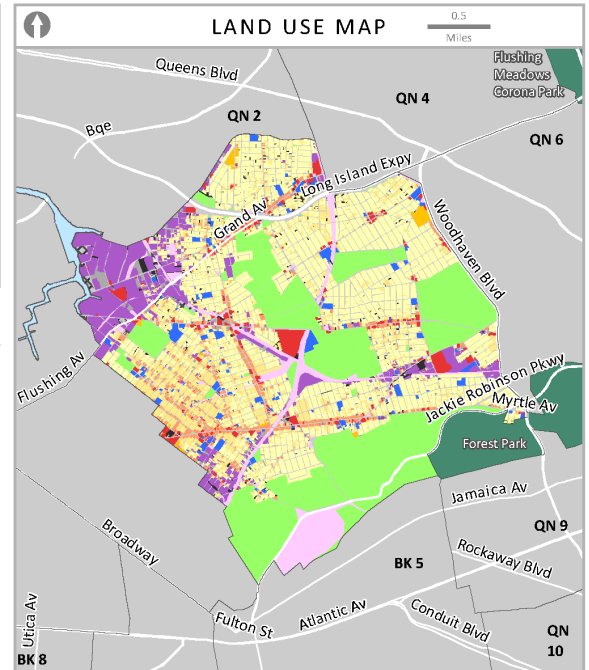 LAND USE MAP
0.5
Miles
Flushing
Meadows
Corona Park
Queens Blvd
QN 4
QN 2
Bqe
QN 6
Long Island Expy
Grand Av
Woodhaven Blvd
Flushing Av
Jackie Robinson Pkwy
Myrtle Av
Forest Park
Jamaica Av
QN 9
Broadway
Rockaway Blvd
BK 5
Atlantic Av
Conduit Blvd
Utica Av
Fulton St
QN
10
BK 8